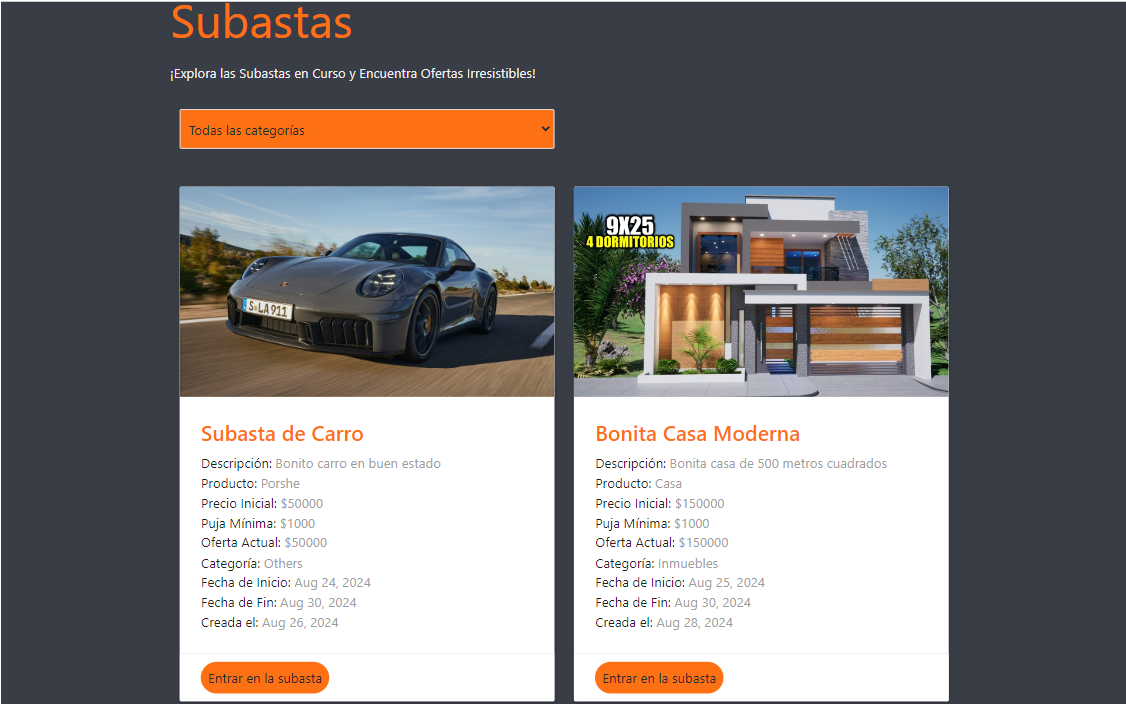 Subastas
¡Explora las Subastas en Curso y Encuentra Ofertas Irresistibles!
Todas las categorías
S LA 911
9X25
4 DORMITORIOS
Subasta de Carro
Descripción: Bonito carro en buen estado
Producto: Porshe
Precio Inicial: $50000
Puja Mínima: $1000
Oferta Actual: $50000
Categoría: Others
Fecha de Inicio: Aug 24, 2024
Fecha de Fin: Aug 30, 2024
Creada el: Aug 26, 2024
Entrar en la subasta
Bonita Casa Moderna
Descripción: Bonita casa de 500 metros cuadrados
Producto: Casa
Precio Inicial: $150000
Puja Mínima: $1000
Oferta Actual: $150000
Categoría: Inmuebles
Fecha de Inicio: Aug 25, 2024
Fecha de Fin: Aug 30, 2024
Creada el: Aug 28, 2024
Entrar en la subasta